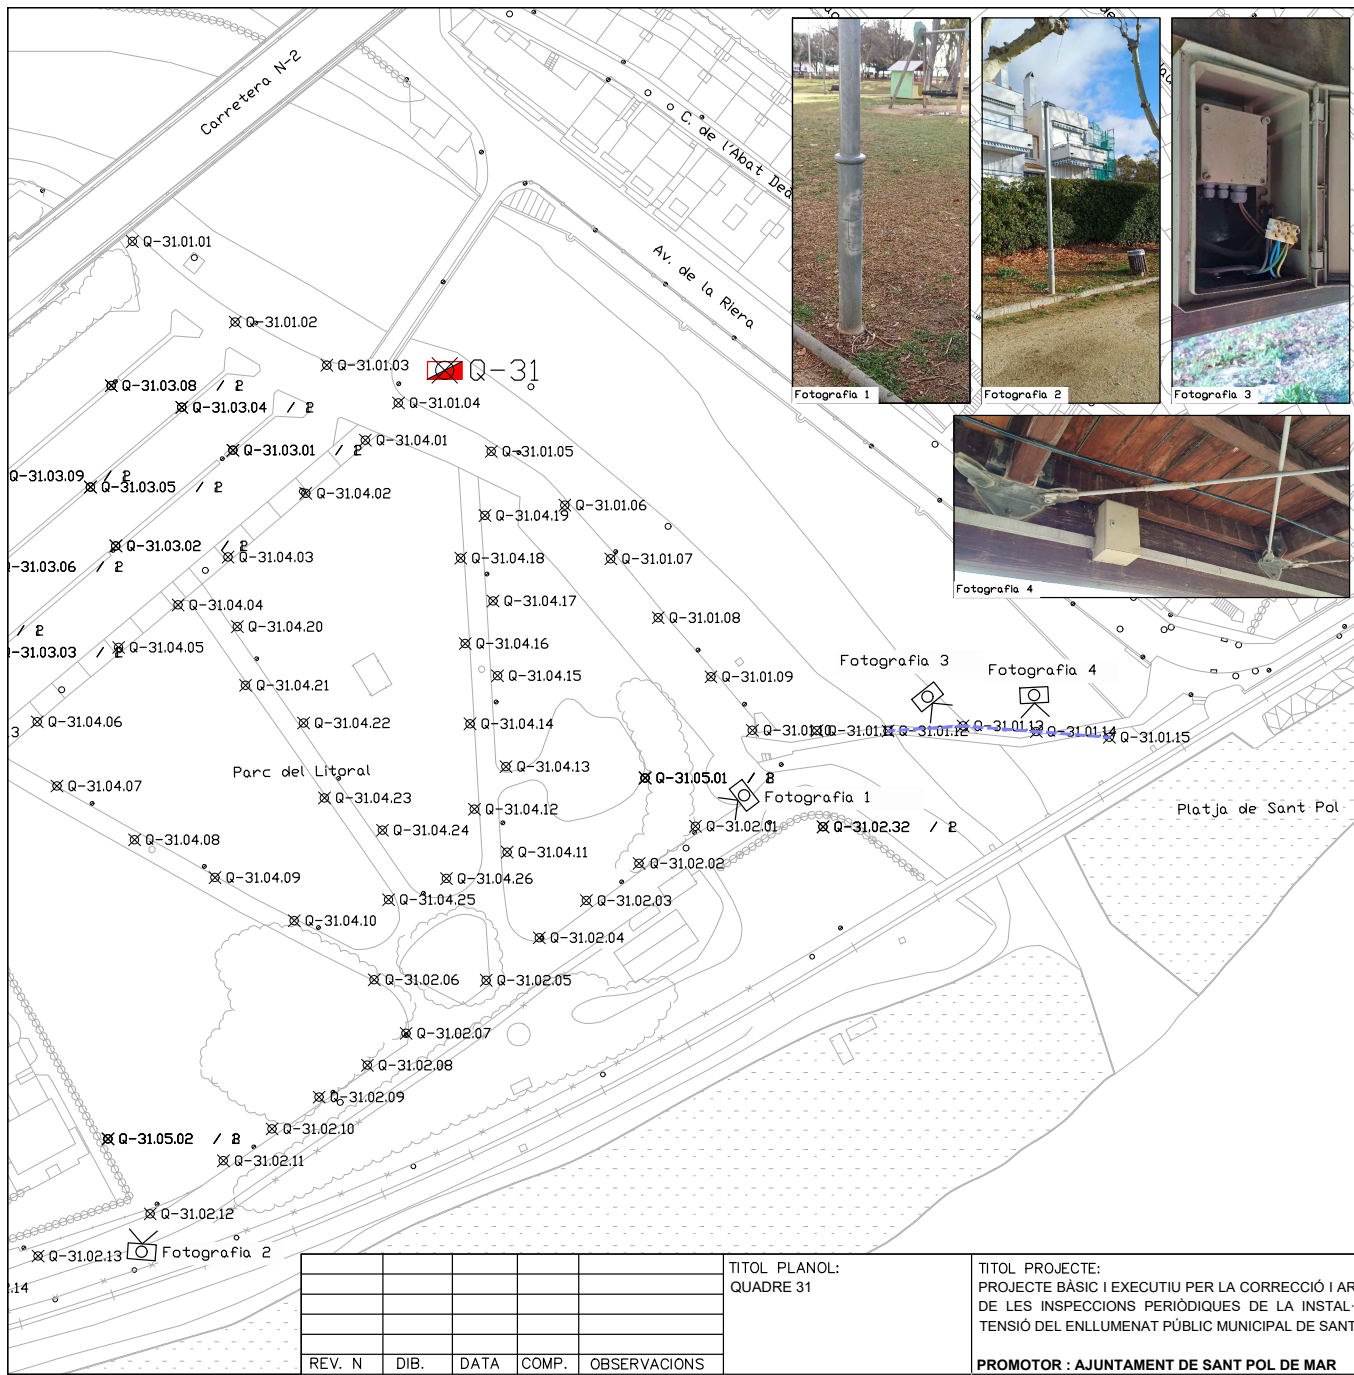 Carretera N-2
C. de l'Abat Deà
Av. de la Riera
Fotografia 1
Fotografia 2
Fotografia 3
Fotografia 4
Q-31
Q-31.01.01
Q-31.01.02
Q-31.01.03
Q-31.01.04
Q-31.01.05
Q-31.01.06
Q-31.01.07
Q-31.01.08
Q-31.01.09
Q-31.01.10
Q-31.01.12
Q-31.01.13
Q-31.01.14
Q-31.01.15
Q-31.03.08 / 2
Q-31.03.04 / 2
Q-31.03.01 / 2
Q-31.03.09 / 2
Q-31.03.05 / 2
Q-31.03.02 / 2
-31.03.06 / 2
/ 2
-31.03.03 / 2
Q-31.04.01
Q-31.04.02
Q-31.04.03
Q-31.04.04
Q-31.04.05
Q-31.04.06
3
Q-31.04.07
Q-31.04.08
Q-31.04.09
Q-31.04.10
Q-31.04.19
Q-31.04.18
Q-31.04.17
Q-31.04.16
Q-31.04.15
Q-31.04.14
Q-31.04.13
Q-31.04.12
Q-31.04.11
Q-31.04.20
Q-31.04.21
Q-31.04.22
Parc del Litoral
Q-31.04.23
Q-31.04.24
Q-31.04.26
Q-31.04.25
Fotografia 3
Fotografia 4
Q-31.05.01 / 2
Fotografia 1
Q-31.02.01
Q-31.02.32 / 2
Platja de Sant Pol
Q-31.02.02
Q-31.02.03
Q-31.02.04
Q-31.02.05
Q-31.02.06
Q-31.02.07
Q-31.02.08
Q-31.02.09
Q-31.02.10
Q-31.05.02 / 2
Q-31.02.11
Q-31.02.12
Q-31.02.13
Fotografia 2
.14
REV. N DIB. DATA COMP. OBSERVACIONS
TITOL PLANOL:
QUADRE 31
TITOL PROJECTE:
PROJECTE BÀSIC I EXECUTIU PER LA CORRECCIÓ I AR
DE LES INSPECCIONS PERIÒDIQUES DE LA INSTAL·
TENSIÓ DEL ENLLUMENAT PÚBLIC MUNICIPAL DE SANT
PROMOTOR : AJUNTAMENT DE SANT POL DE MAR